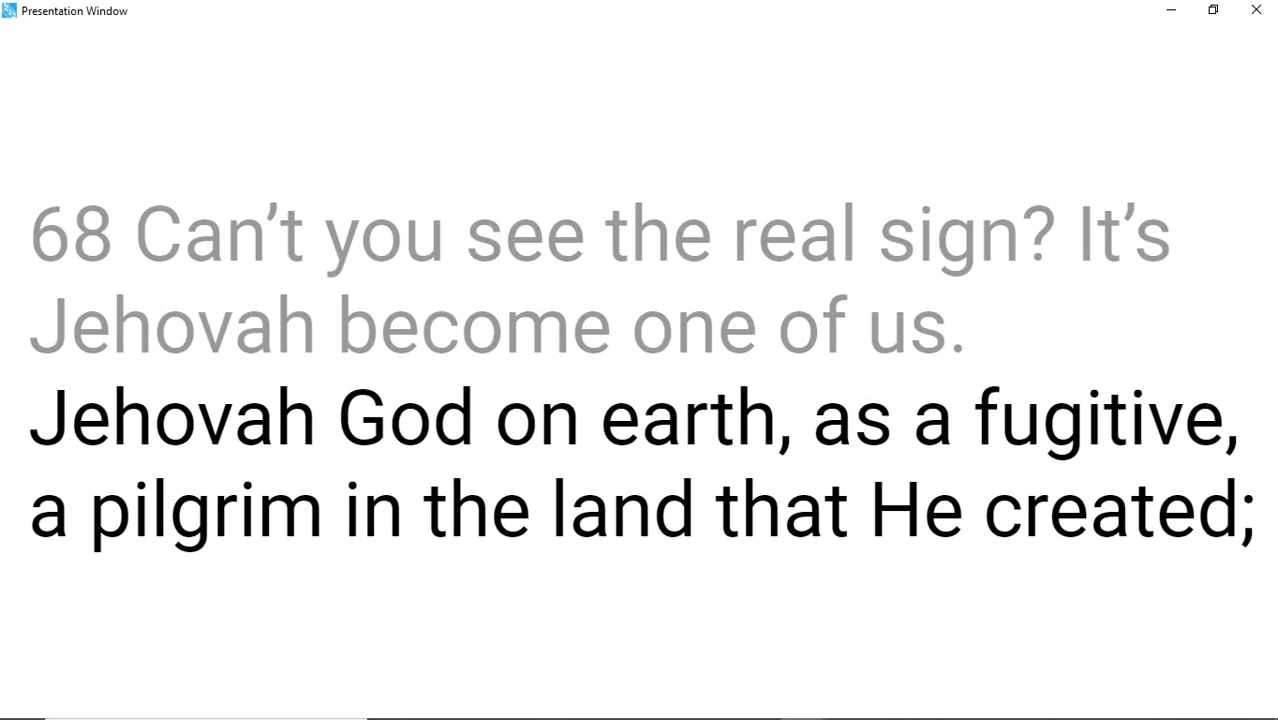 Presentation Window
68 Can’t you see the real sign? It’s
Jehovah become one of us.
Jehovah God on earth, as a fugitive,
a pilgrim in the land that He created;